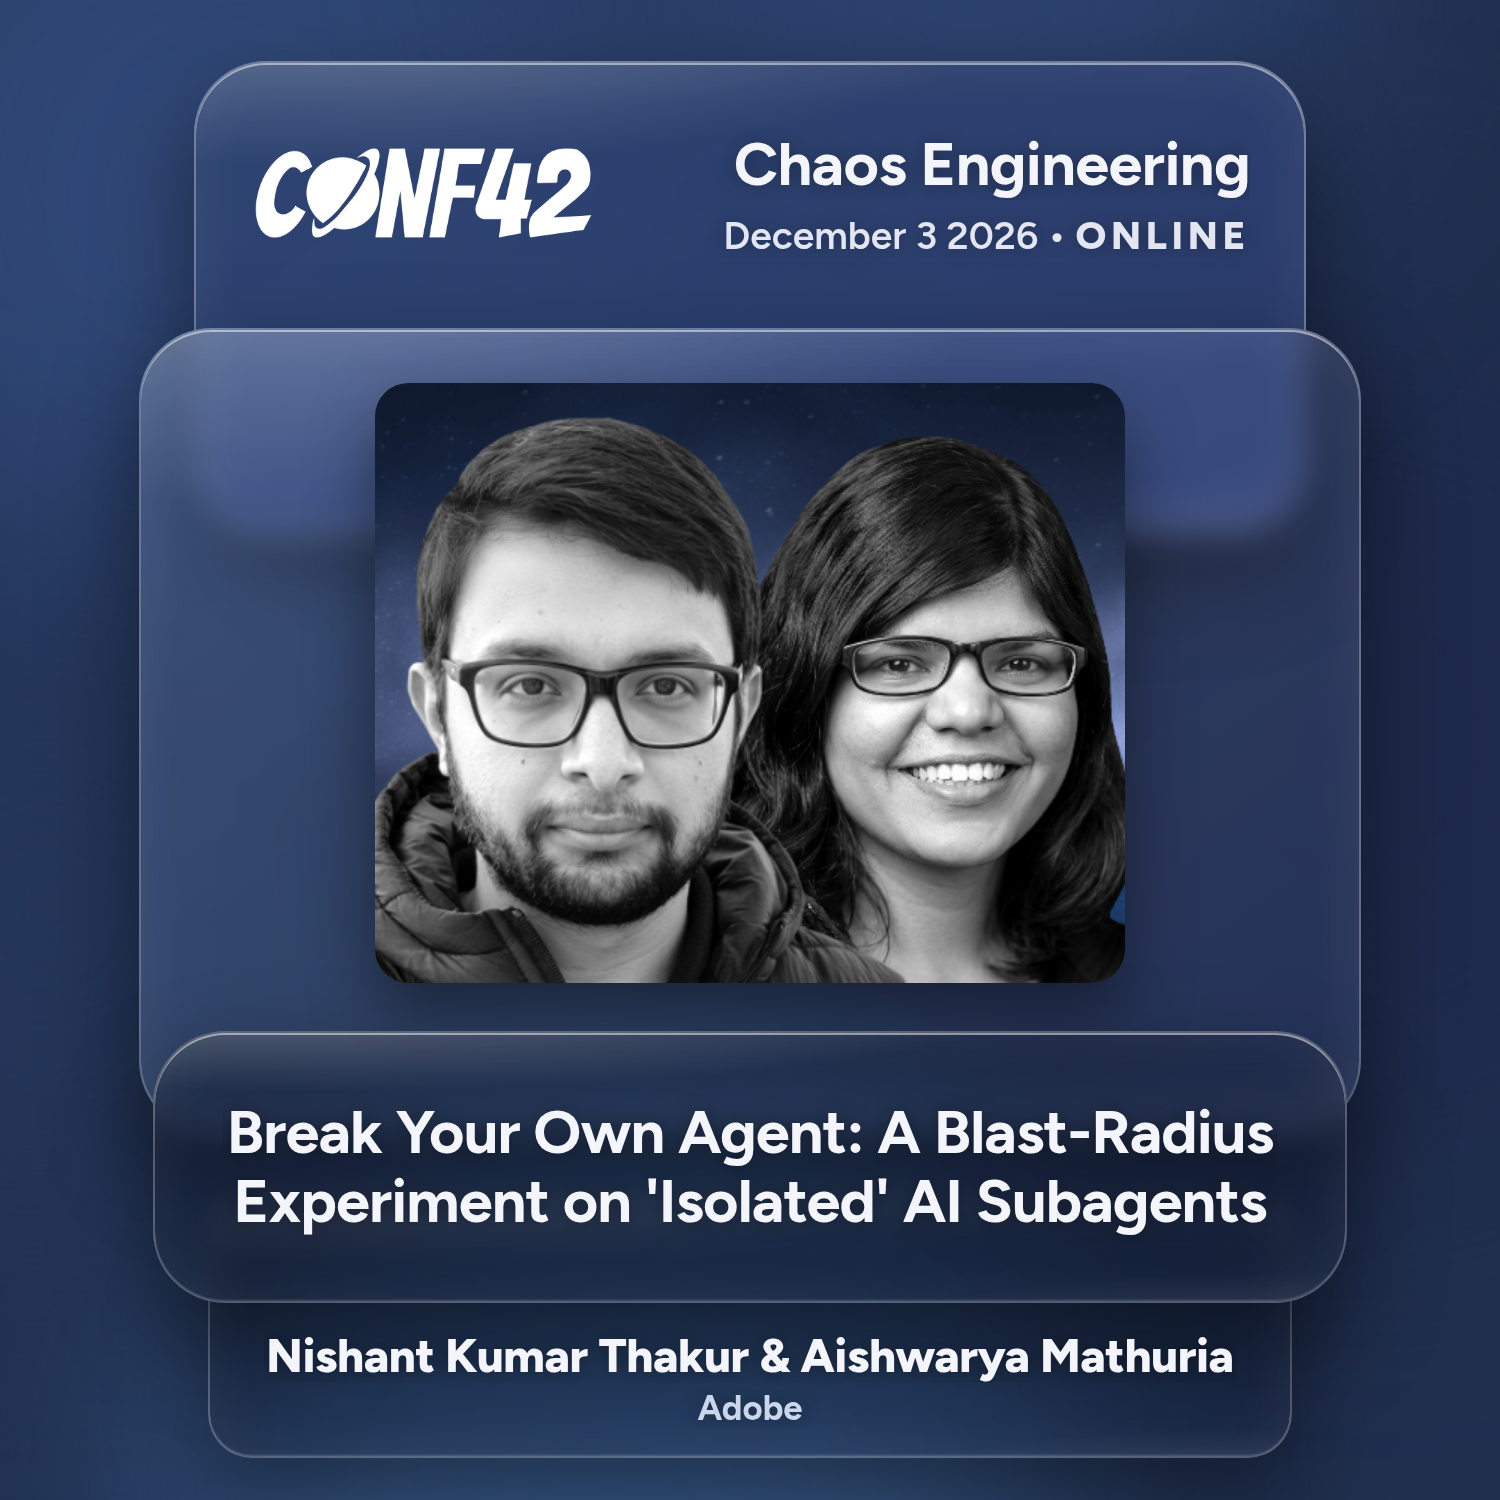 CONF42
Chaos Engineering
December 3 2026 • ONLINE
Break Your Own Agent: A Blast-Radius
Experiment on 'Isolated' AI Subagents
Nishant Kumar Thakur & Aishwarya Mathuria
Adobe